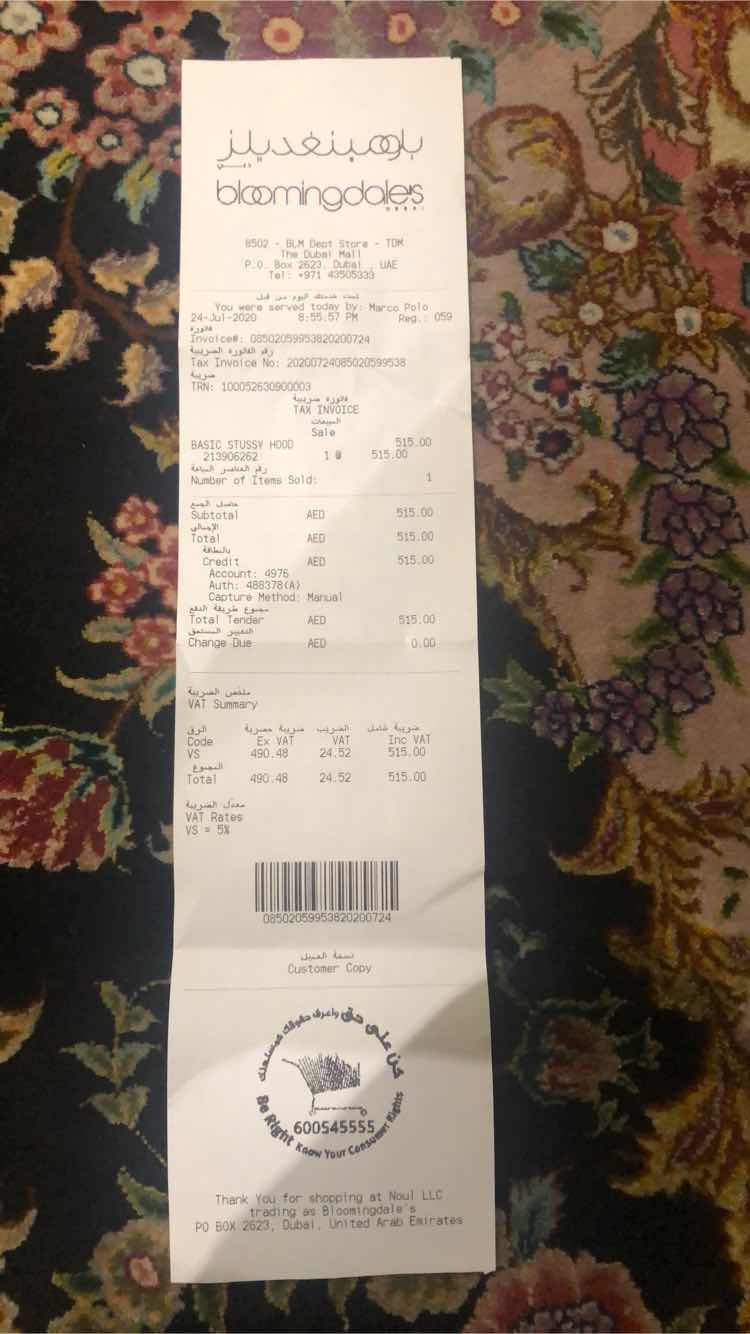 بلومينغديلز
دبي
bloomingdale's
DUBAI
8502 - BLM Dept Store - TDM
The Dubai Mall
P.O. Box 2623, Dubai , UAE
Tel: +971 43505333
تمت خدمتك اليوم من قبل
You were served today by: Marco Polo
24-Jul-2020 8:55:57 PM Reg.: 059
فاتورة
Invoice#: 08502059953820200724
رقم الفاتورة الضريبية
Tax Invoice No: 20200724085020599538
ضريبة
TRN: 100052630900003
فاتورة ضريبية
TAX INVOICE
المبيعات
Sale
BASIC STUSSY HOOD 515.00
213906262 1 @ 515.00
رقم العناصر المباعة
Number of Items Sold: 1
حاصل الجمع
Subtotal AED 515.00
الإجمالي
Total AED 515.00
بالبطاقة
Credit AED 515.00
Account: 4976
Auth: 488378(A)
Capture Method: Manual
مجموع طريقة الدفع
Total Tender AED 515.00
التغيير المستحق
Change Due AED 0.00
ملخص الضريبة
VAT Summary
الرق ضريبة حصرية الضريب ضريبة شامل
Code Ex VAT VAT Inc VAT
VS 490.48 24.52 515.00
المجموع
Total 490.48 24.52 515.00
معدل الضريبة
VAT Rates
VS = 5%
08502059953820200724
نسخة العميل
Customer Copy
كن على حق واعرف حقوقك كمستهلك
600545555
Be Right Know Your Consumer Rights
Thank You for shopping at Noul LLC
trading as Bloomingdale's
PO BOX 2623, Dubai, United Arab Emirates